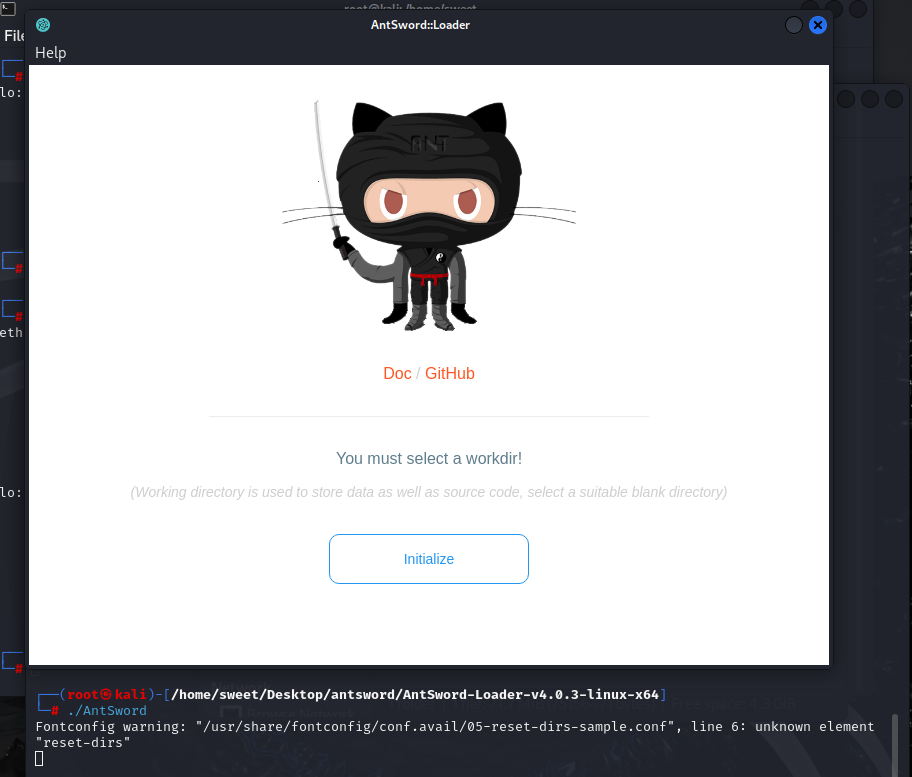 root@kali: /home/sweet
AntSword::Loader
File
Help
lo:
ANT
eth
Doc / GitHub
You must select a workdir!
(Working directory is used to store data as well as source code, select a suitable blank directory)
lo:
Initialize
┌──(root㉿kali)-[/home/sweet/Desktop/antsword/AntSword-Loader-v4.0.3-linux-x64]
└─# ./AntSword
Fontconfig warning: "/usr/share/fontconfig/conf.avail/05-reset-dirs-sample.conf", line 6: unknown element
"reset-dirs"